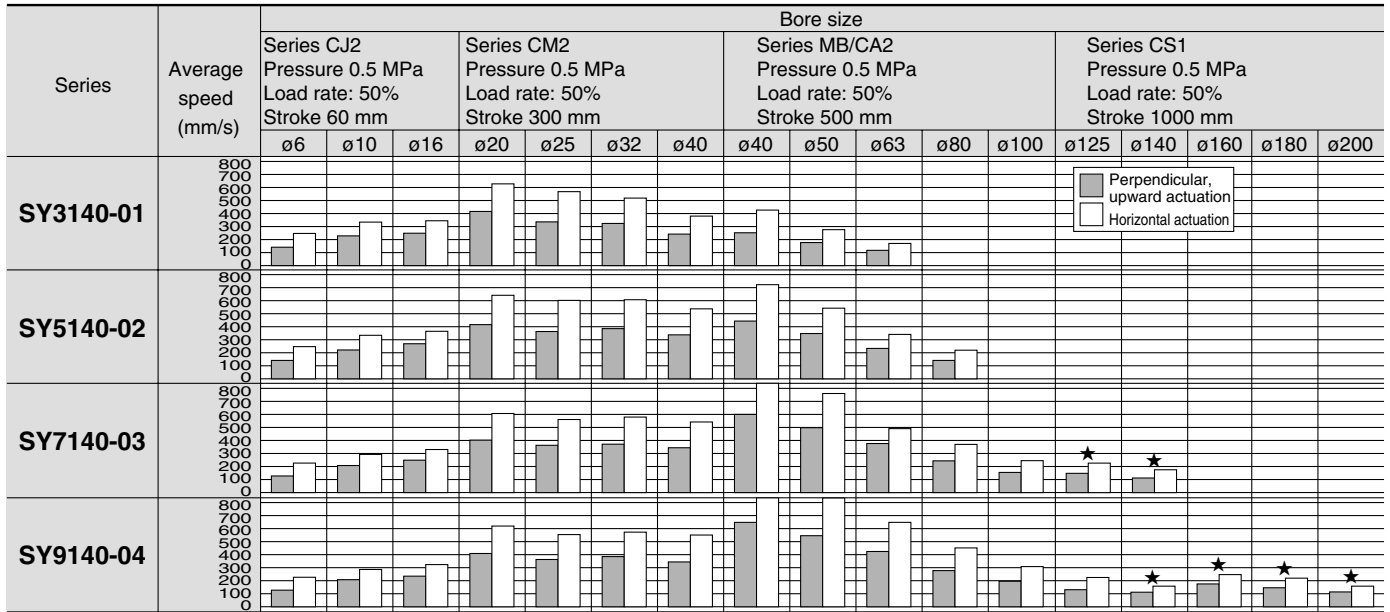 Bore size
Series
Average
speed
(mm/s)
Series CJ2
Pressure 0.5 MPa
Load rate: 50%
Stroke 60 mm
Series CM2
Pressure 0.5 MPa
Load rate: 50%
Stroke 300 mm
Series MB/CA2
Pressure 0.5 MPa
Load rate: 50%
Stroke 500 mm
Series CS1
Pressure 0.5 MPa
Load rate: 50%
Stroke 1000 mm
ø6 ø10 ø16 ø20 ø25 ø32 ø40 ø40 ø50 ø63 ø80 ø100 ø125 ø140 ø160 ø180 ø200
SY3140-01
800
700
600
500
400
300
200
100
0
Perpendicular,
upward actuation
Horizontal actuation
SY5140-02
800
700
600
500
400
300
200
100
0
SY7140-03
800
700
600
500
400
300
200
100
0
★ ★
SY9140-04
800
700
600
500
400
300
200
100
0
★ ★ ★ ★